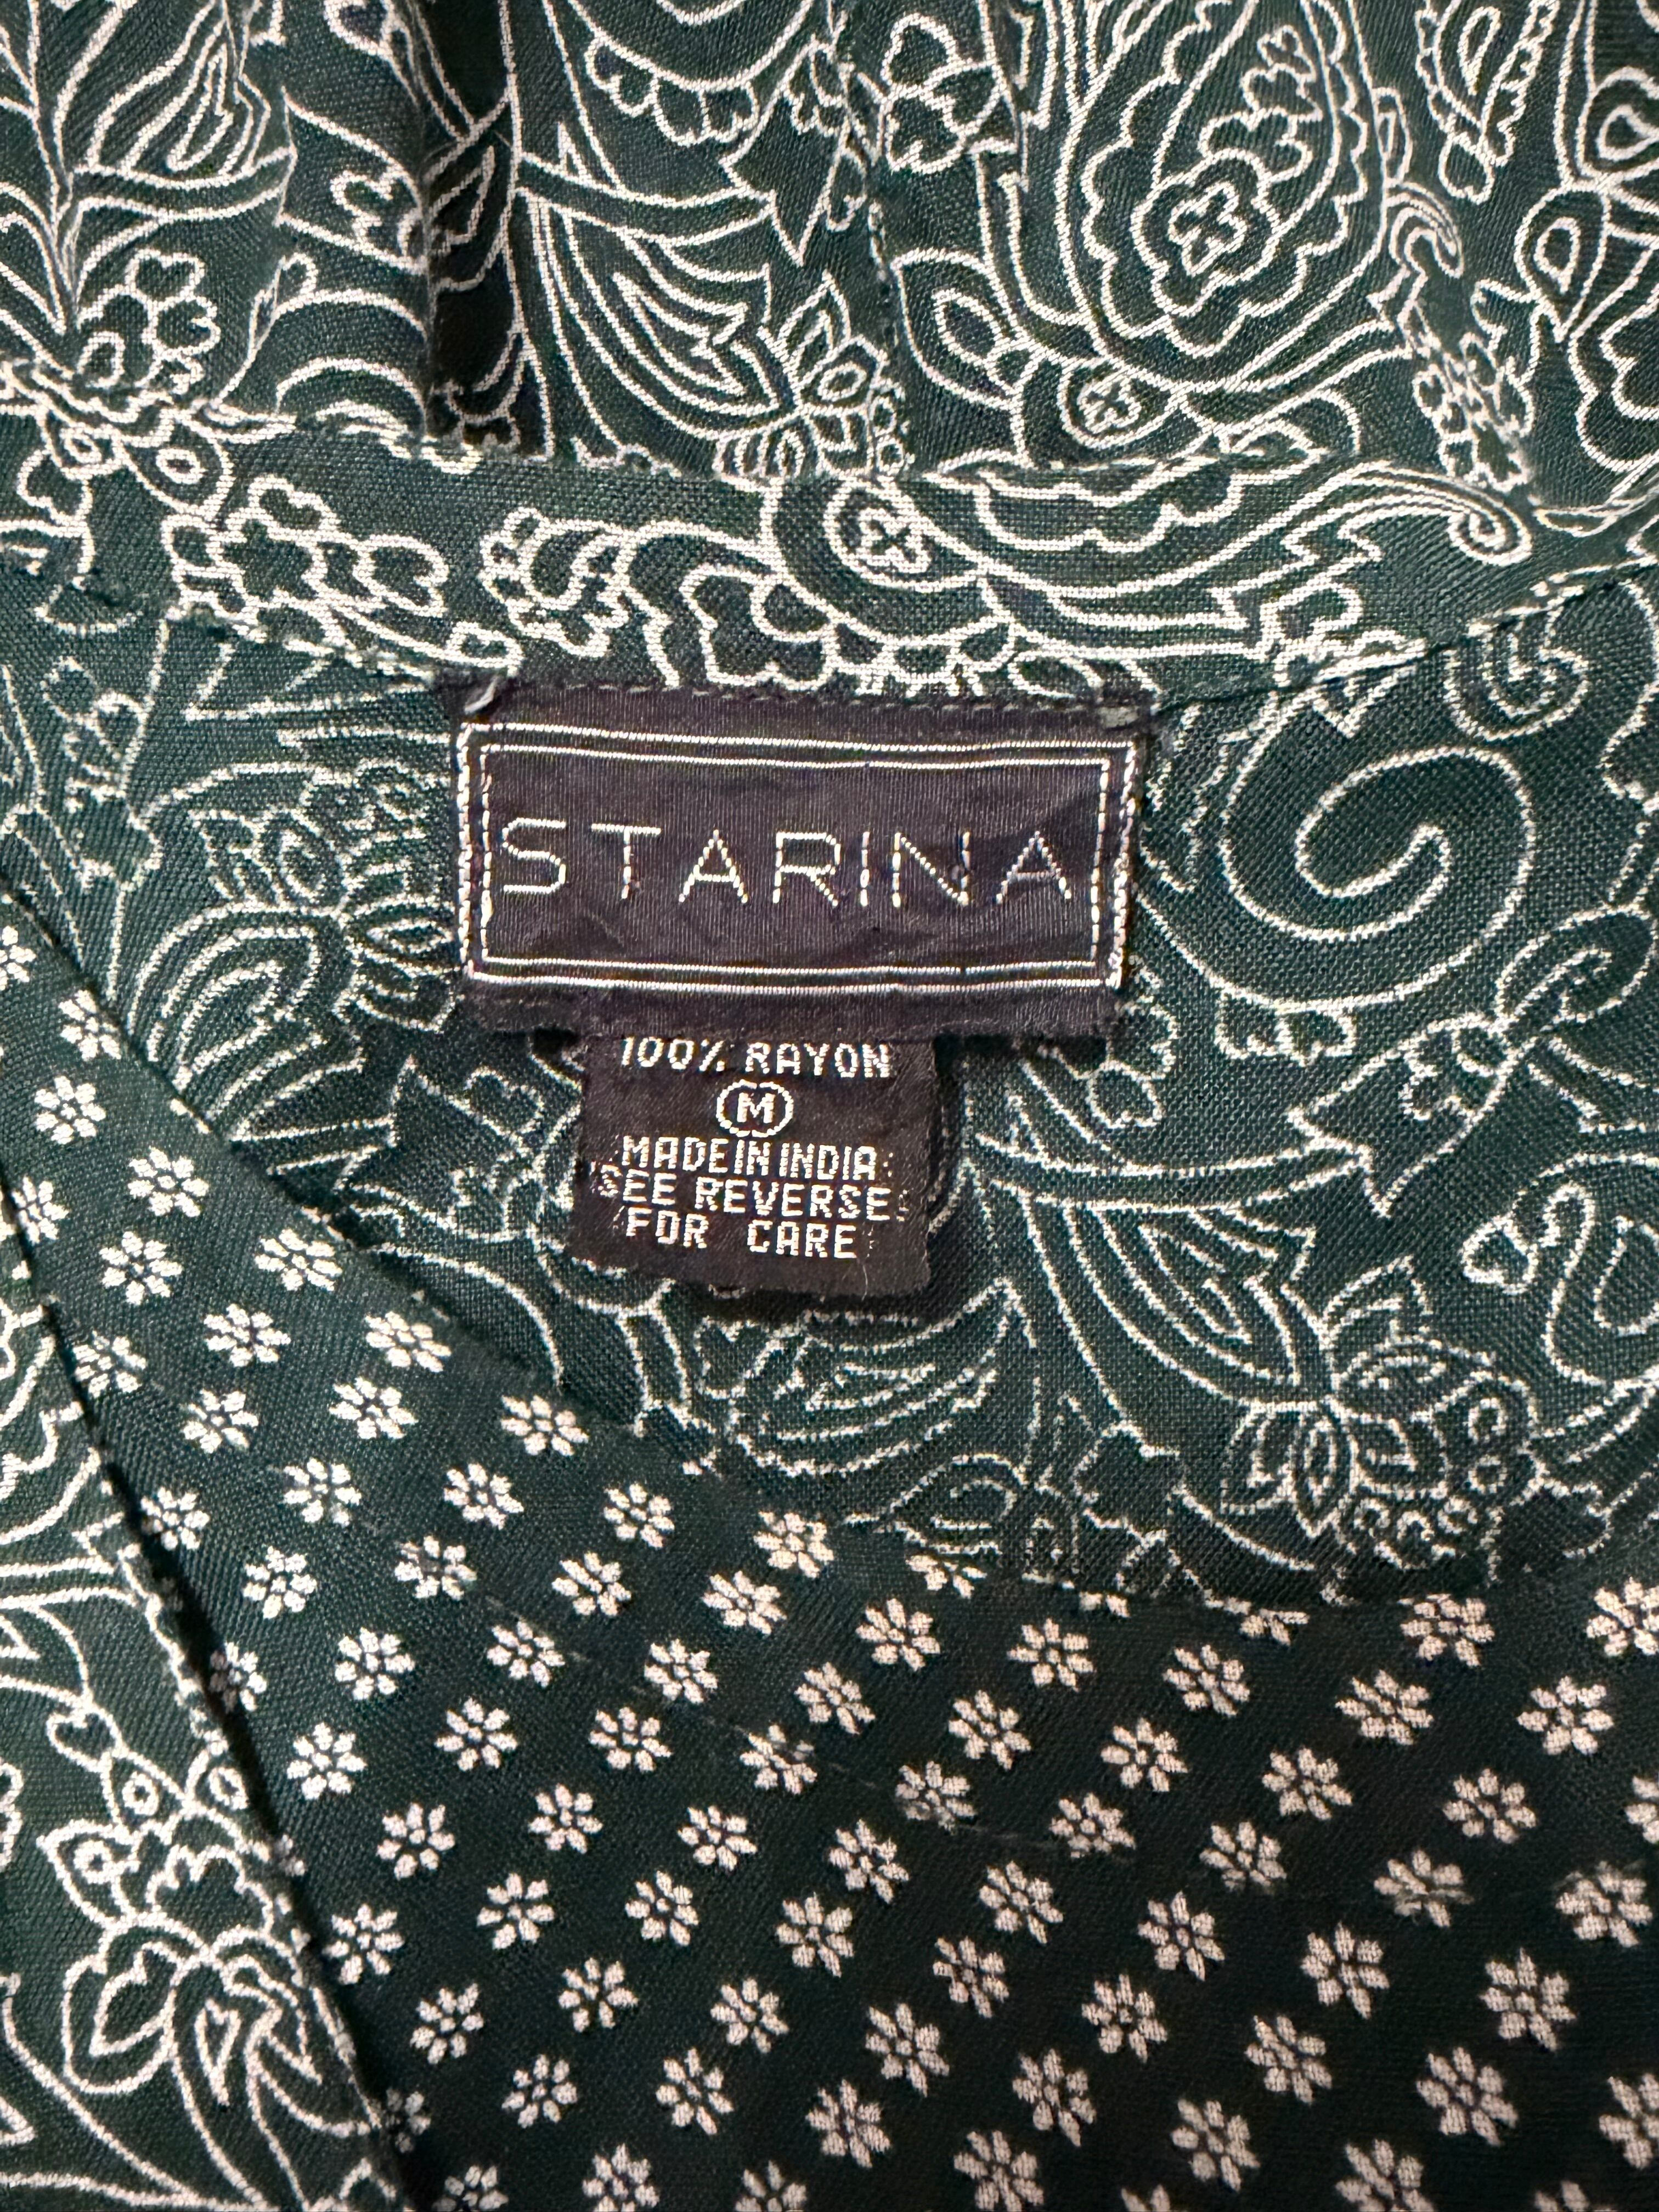 STARINA
100% RAYON
M
MADE IN INDIA
SEE REVERSE
FOR CARE